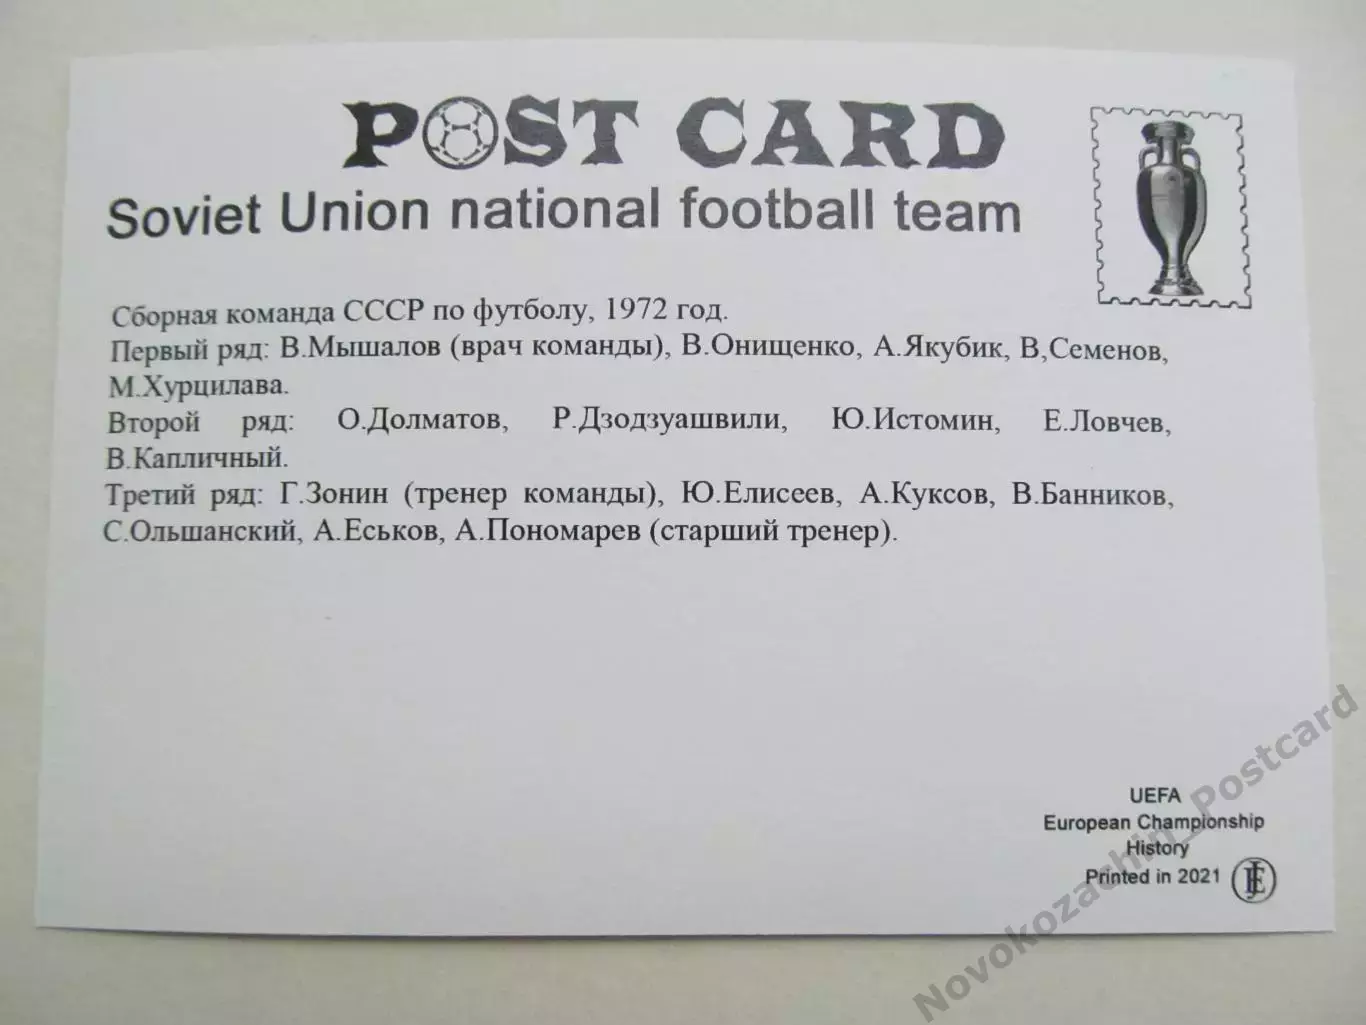 POST CARD
Soviet Union national football team
Сборная команда СССР по футболу, 1972 год.
Первый ряд: В.Мышалов (врач команды), В.Онищенко, А.Якубик, В,Семенов,
М.Хурцилава.
Второй ряд: О.Долматов, Р.Дзодзуашвили, Ю.Истомин, Е.Ловчев,
В.Капличный.
Третий ряд: Г.Зонин (тренер команды), Ю.Елисеев, А.Куксов, В.Банников,
С.Ольшанский, А.Еськов, А.Пономарев (старший тренер).
UEFA
European Championship
History
Printed in 2021
Novokozachin_Postcard